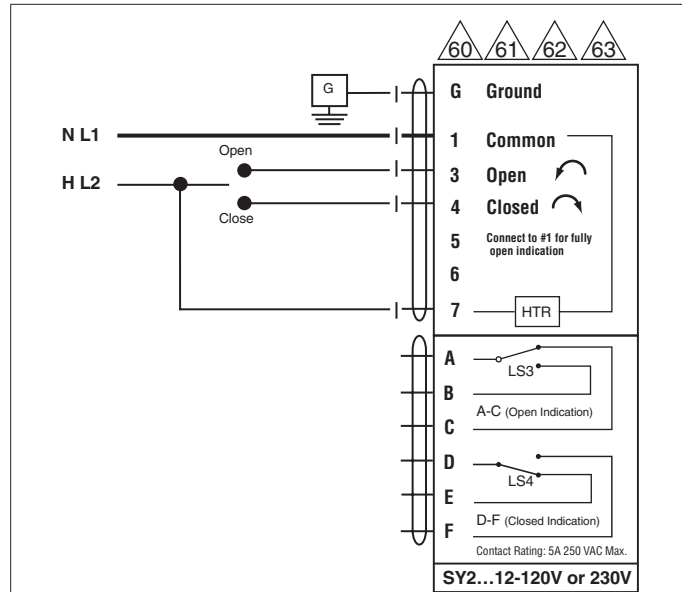 60 61 62 63
G
G Ground
N L1
1 Common
Open
3 Open
H L2
4 Closed
Close
5 Connect to #1 for fully
open indication
6
7 HTR
A
LS3
B
A-C (Open Indication)
C
D
LS4
E
D-F (Closed Indication)
F
Contact Rating: 5A 250 VAC Max.
SY2...12-120V or 230V